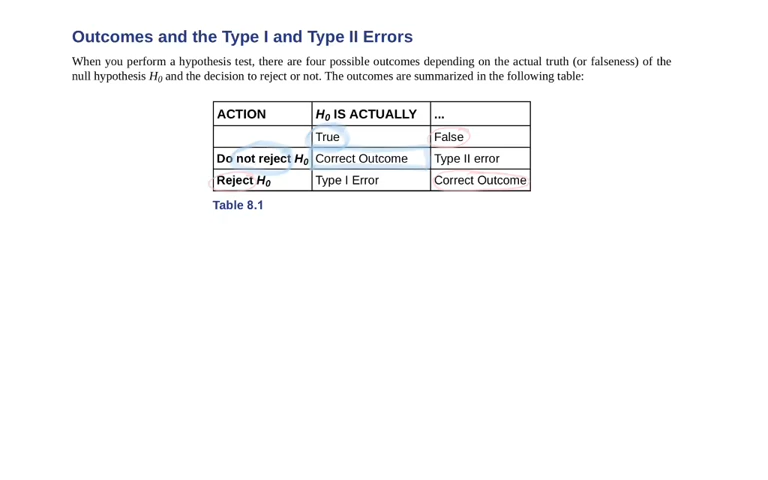 Outcomes and the Type I and Type II Errors
When you perform a hypothesis test, there are four possible outcomes depending on the actual truth (or falseness) of the
null hypothesis H0 and the decision to reject or not. The outcomes are summarized in the following table:
ACTION H0 IS ACTUALLY ...
True False
Do not reject H0 Correct Outcome Type II error
Reject H0 Type I Error Correct Outcome
Table 8.1